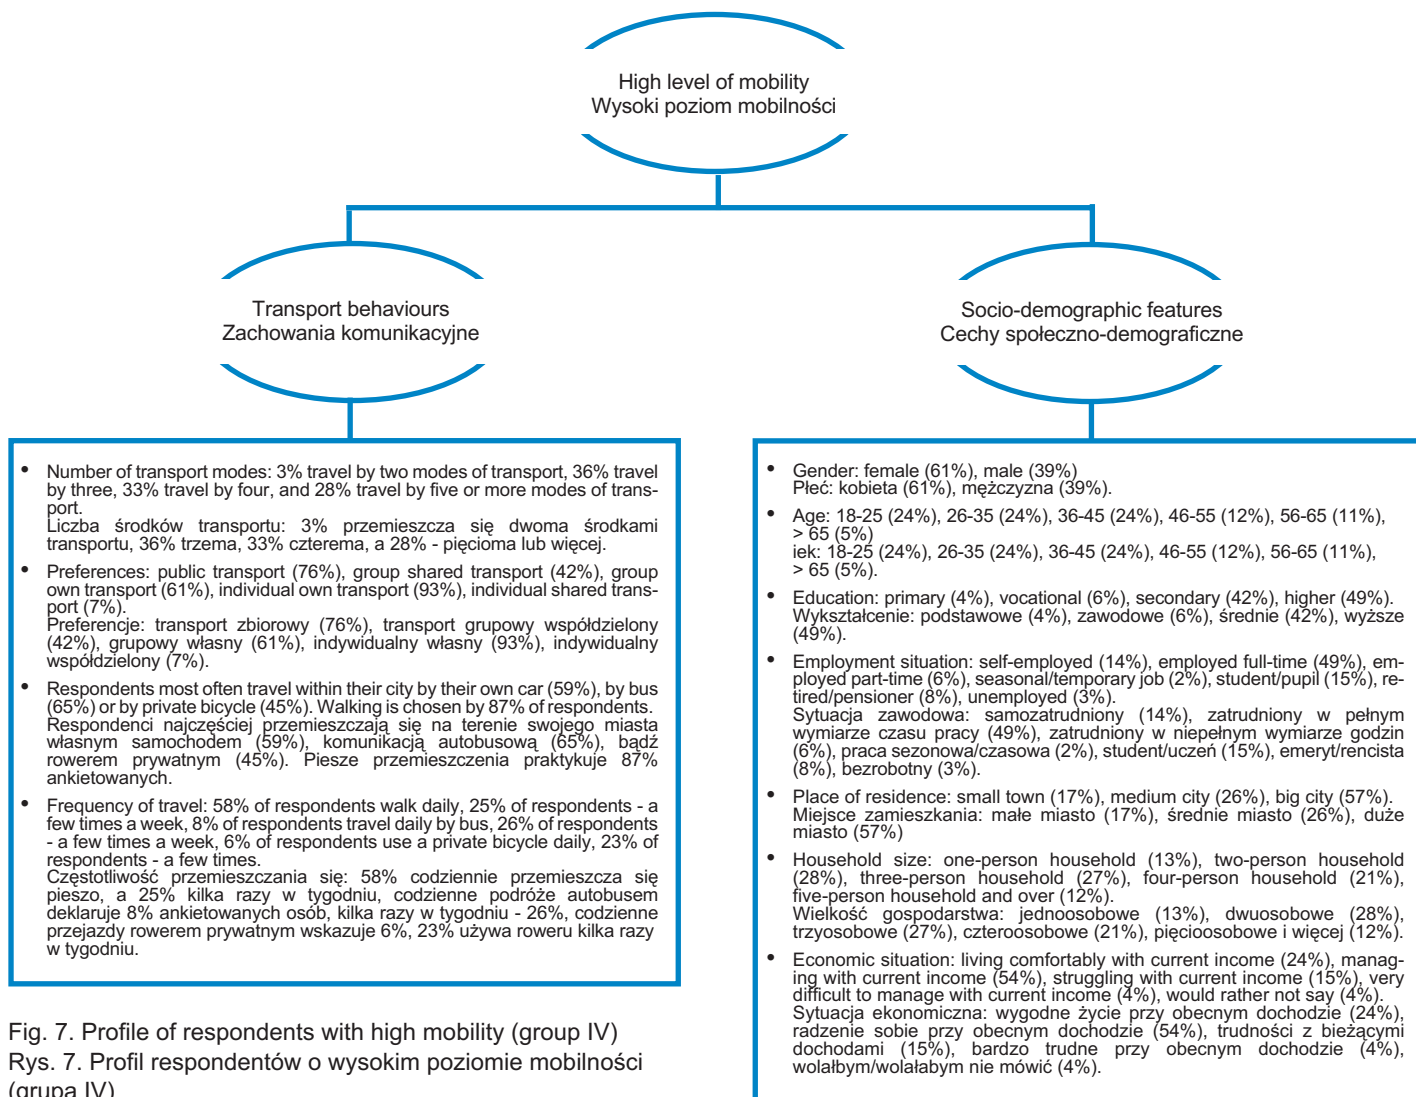 High level of mobility
Wysoki poziom mobilności
Transport behaviours
Zachowania komunikacyjne
Socio-demographic features
Cechy społeczno-demograficzne
• Number of transport modes: 3% travel by two modes of transport, 36% travel
by three, 33% travel by four, and 28% travel by five or more modes of trans-
port.
Liczba środków transportu: 3% przemieszcza się dwoma środkami
transportu, 36% trzema, 33% czterema, a 28% - pięcioma lub więcej.
• Preferences: public transport (76%), group shared transport (42%), group
own transport (61%), individual own transport (93%), individual shared trans-
port (7%).
Preferencje: transport zbiorowy (76%), transport grupowy współdzielony
(42%), grupowy własny (61%), indywidualny własny (93%), indywidualny
współdzielony (7%).
• Respondents most often travel within their city by their own car (59%), by bus
(65%) or by private bicycle (45%). Walking is chosen by 87% of respondents.
Respondenci najczęściej przemieszczają się na terenie swojego miasta
własnym samochodem (59%), komunikacją autobusową (65%), bądź
rowerem prywatnym (45%). Piesze przemieszczenia praktykuje 87%
ankietowanych.
• Frequency of travel: 58% of respondents walk daily, 25% of respondents - a
few times a week, 8% of respondents travel daily by bus, 26% of respondents
- a few times a week, 6% of respondents use a private bicycle daily, 23% of
respondents - a few times.
Częstotliwość przemieszczania się: 58% codziennie przemieszcza się
pieszo, a 25% kilka razy w tygodniu, codzienne podróże autobusem
deklaruje 8% ankietowanych osób, kilka razy w tygodniu - 26%, codzienne
przejazdy rowerem prywatnym wskazuje 6%, 23% używa roweru kilka razy
w tygodniu.
• Gender: female (61%), male (39%)
Płeć: kobieta (61%), mężczyzna (39%).
• Age: 18-25 (24%), 26-35 (24%), 36-45 (24%), 46-55 (12%), 56-65 (11%),
> 65 (5%)
iek: 18-25 (24%), 26-35 (24%), 36-45 (24%), 46-55 (12%), 56-65 (11%),
> 65 (5%).
• Education: primary (4%), vocational (6%), secondary (42%), higher (49%).
Wykształcenie: podstawowe (4%), zawodowe (6%), średnie (42%), wyższe
(49%).
• Employment situation: self-employed (14%), employed full-time (49%), em-
ployed part-time (6%), seasonal/temporary job (2%), student/pupil (15%), re-
tired/pensioner (8%), unemployed (3%).
Sytuacja zawodowa: samozatrudniony (14%), zatrudniony w pełnym
wymiarze czasu pracy (49%), zatrudniony w niepełnym wymiarze godzin
(6%), praca sezonowa/czasowa (2%), student/uczeń (15%), emeryt/rencista
(8%), bezrobotny (3%).
• Place of residence: small town (17%), medium city (26%), big city (57%).
Miejsce zamieszkania: małe miasto (17%), średnie miasto (26%), duże
miasto (57%)
• Household size: one-person household (13%), two-person household
(28%), three-person household (27%), four-person household (21%),
five-person household and over (12%).
Wielkość gospodarstwa: jednoosobowe (13%), dwuosobowe (28%),
trzyosobowe (27%), czteroosobowe (21%), pięcioosobowe i więcej (12%).
• Economic situation: living comfortably with current income (24%), manag-
ing with current income (54%), struggling with current income (15%), very
difficult to manage with current income (4%), would rather not say (4%).
Sytuacja ekonomiczna: wygodne życie przy obecnym dochodzie (24%),
radzenie sobie przy obecnym dochodzie (54%), trudności z bieżącymi
dochodami (15%), bardzo trudne przy obecnym dochodzie (4%),
wolałbym/wolałabym nie mówić (4%).
Fig. 7. Profile of respondents with high mobility (group IV)
Rys. 7. Profil respondentów o wysokim poziomie mobilności
(grupa IV)